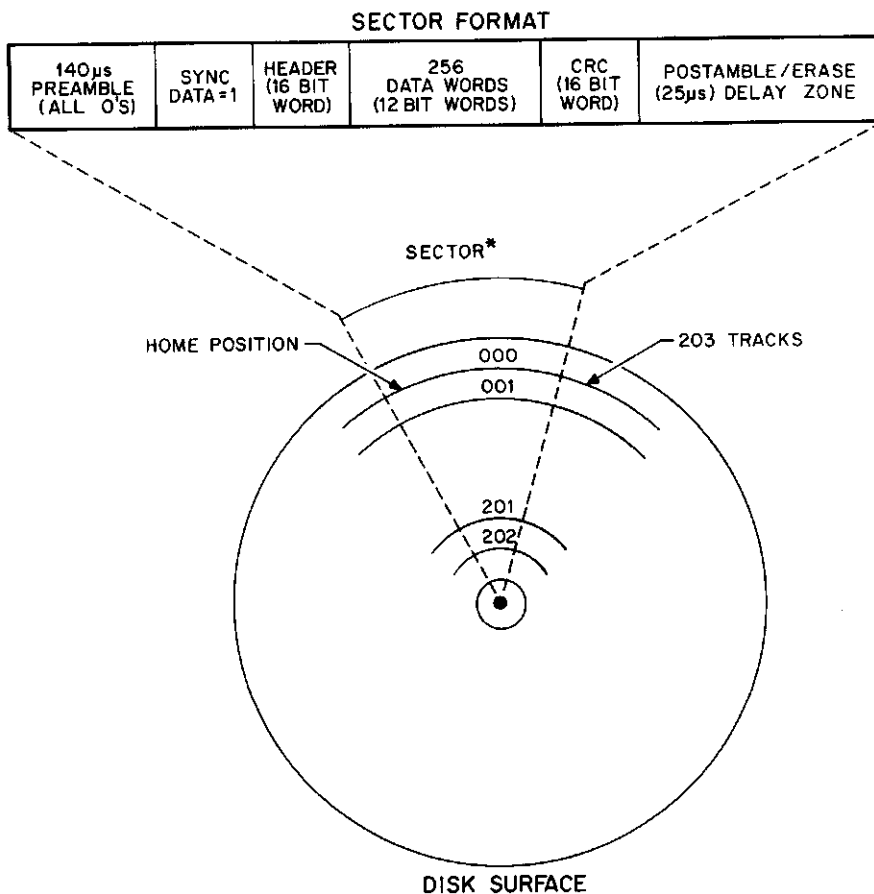 SECTOR FORMAT
140µs
PREAMBLE
(ALL O'S)
SYNC
DATA=1
HEADER
(16 BIT
WORD)
256
DATA WORDS
(12 BIT WORDS)
CRC
(16 BIT
WORD)
POSTAMBLE/ERASE
(25µs) DELAY ZONE
SECTOR*
HOME POSITION
203 TRACKS
000
001
201
202
DISK SURFACE